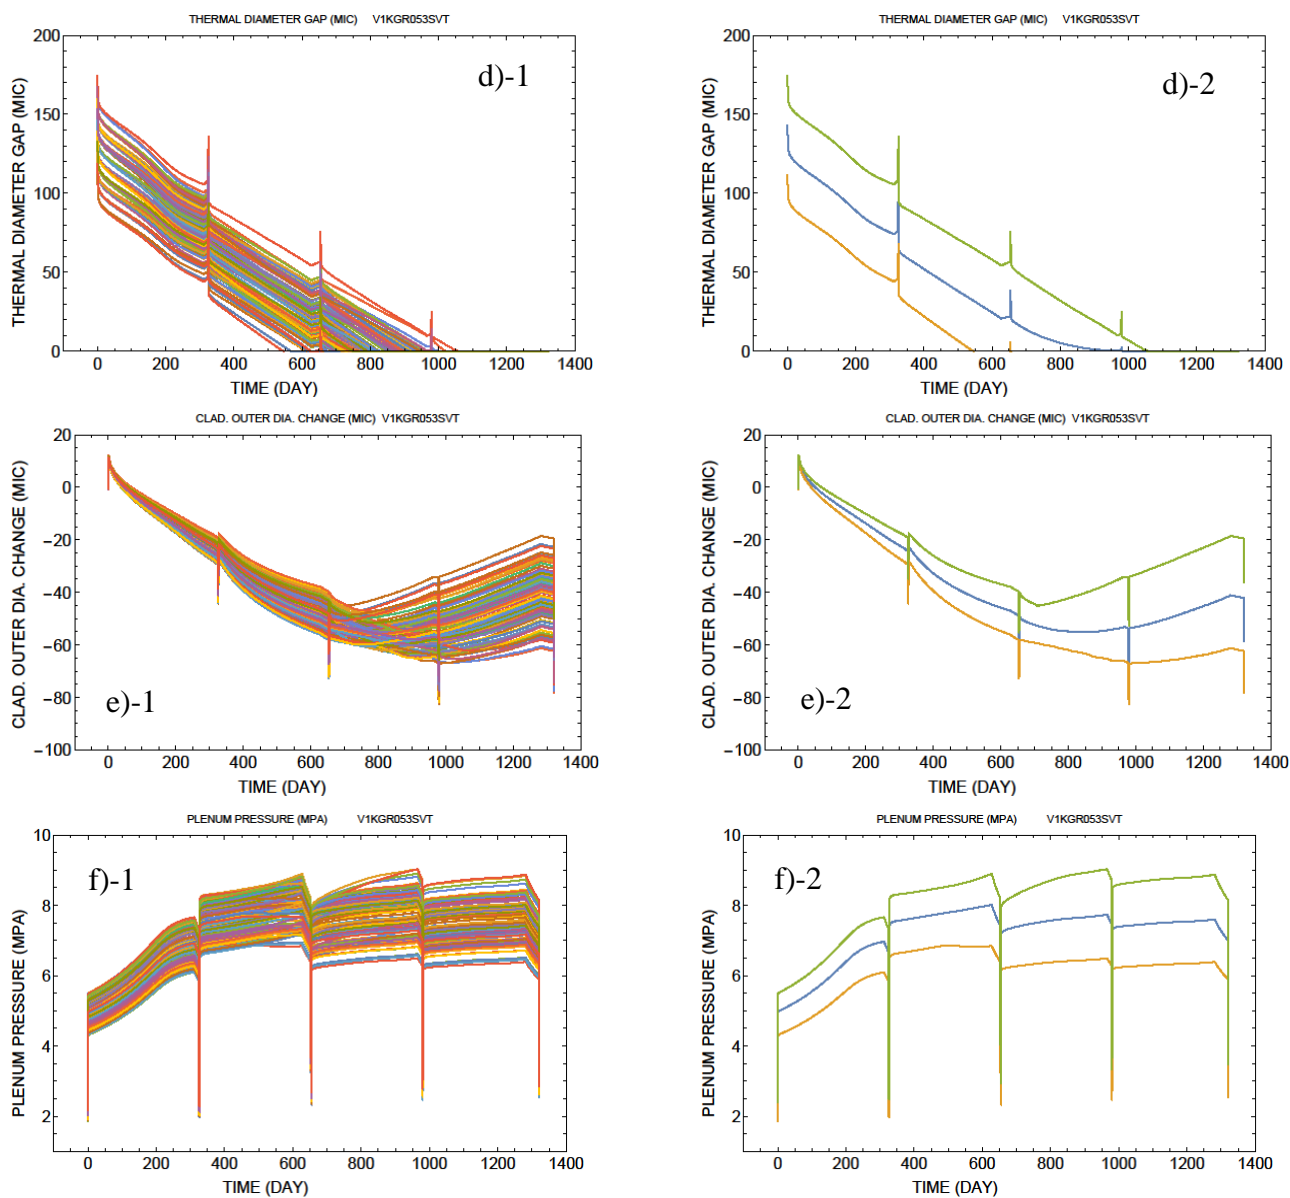 THERMAL DIAMETER GAP (MIC) V1KGR053SVT
d)-1
THERMAL DIAMETER GAP (MIC)
200
150
100
50
0
0 200 400 600 800 1000 1200 1400
TIME (DAY)
THERMAL DIAMETER GAP (MIC) V1KGR053SVT
d)-2
THERMAL DIAMETER GAP (MIC)
200
150
100
50
0
0 200 400 600 800 1000 1200 1400
TIME (DAY)
CLAD. OUTER DIA. CHANGE (MIC) V1KGR053SVT
CLAD. OUTER DIA. CHANGE (MIC)
20
0
−20
−40
−60
−80
−100
e)-1
0 200 400 600 800 1000 1200 1400
TIME (DAY)
CLAD. OUTER DIA. CHANGE (MIC) V1KGR053SVT
CLAD. OUTER DIA. CHANGE (MIC)
20
0
−20
−40
−60
−80
−100
e)-2
0 200 400 600 800 1000 1200 1400
TIME (DAY)
PLENUM PRESSURE (MPA) V1KGR053SVT
f)-1
PLENUM PRESSURE (MPA)
10
8
6
4
2
0 200 400 600 800 1000 1200 1400
TIME (DAY)
PLENUM PRESSURE (MPA) V1KGR053SVT
f)-2
PLENUM PRESSURE (MPA)
10
8
6
4
2
0 200 400 600 800 1000 1200 1400
TIME (DAY)